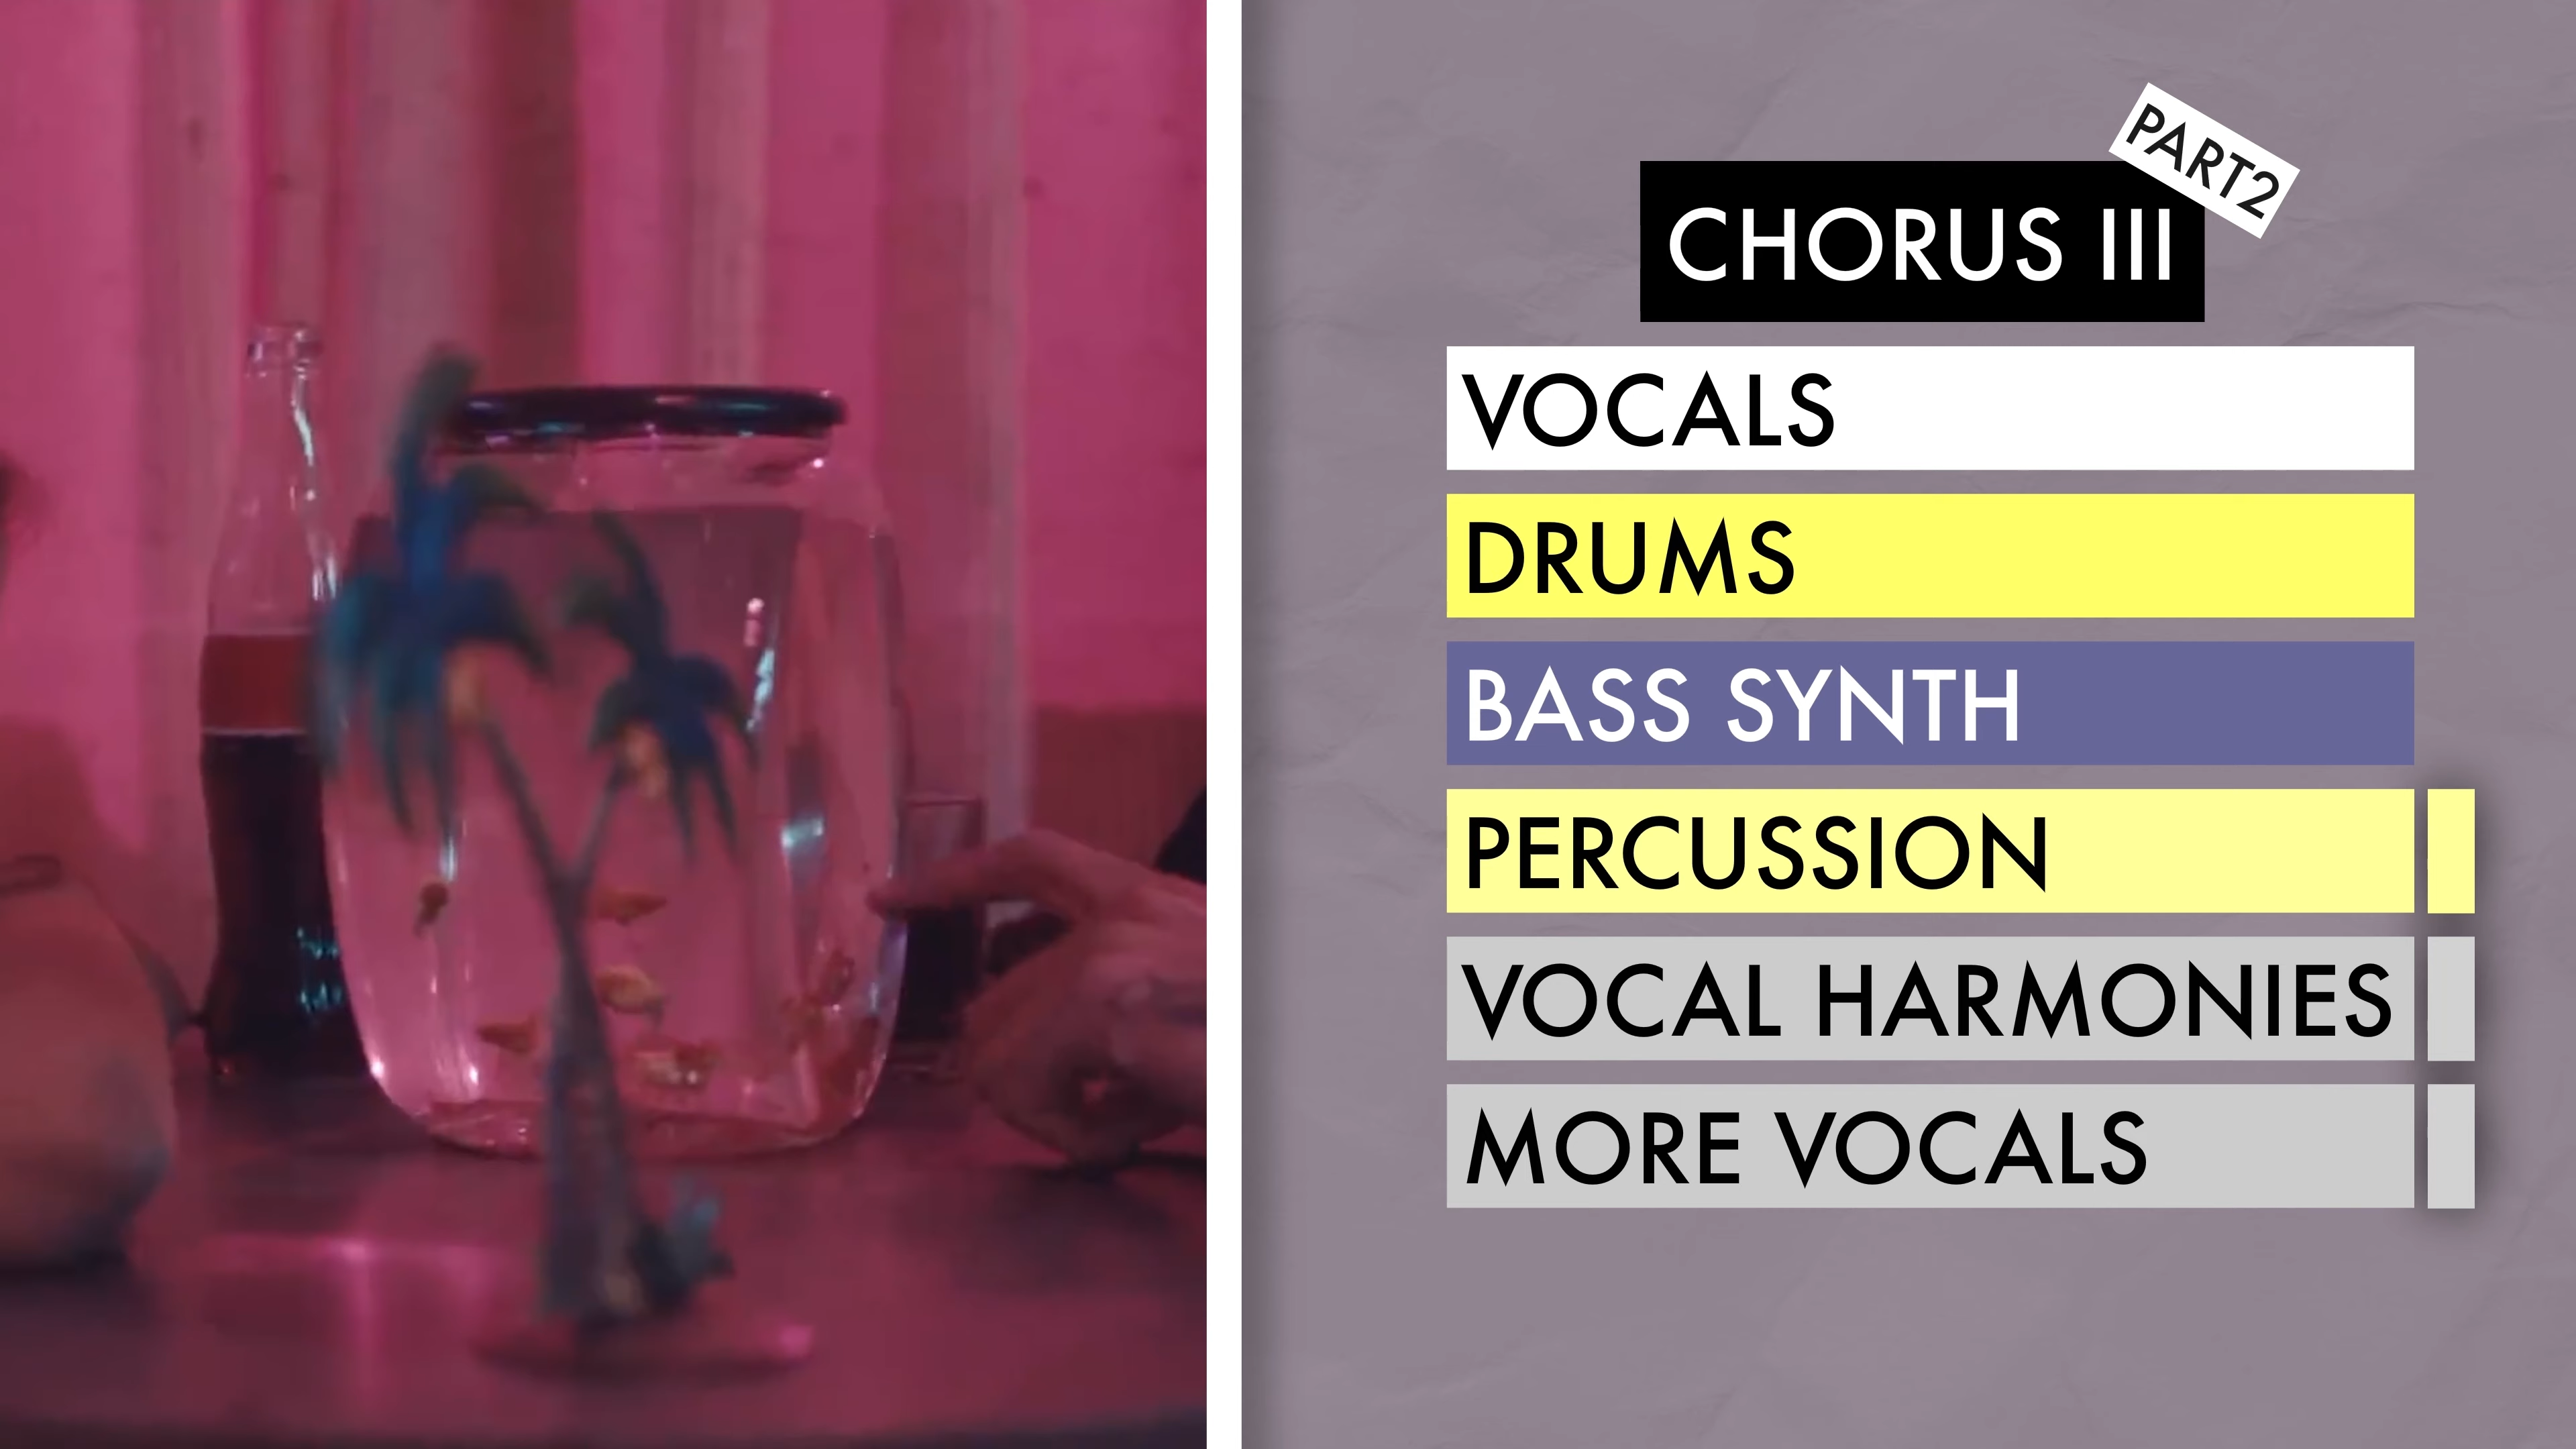 PART2
CHORUS III
VOCALS
DRUMS
BASS SYNTH
PERCUSSION
VOCAL HARMONIES
MORE VOCALS